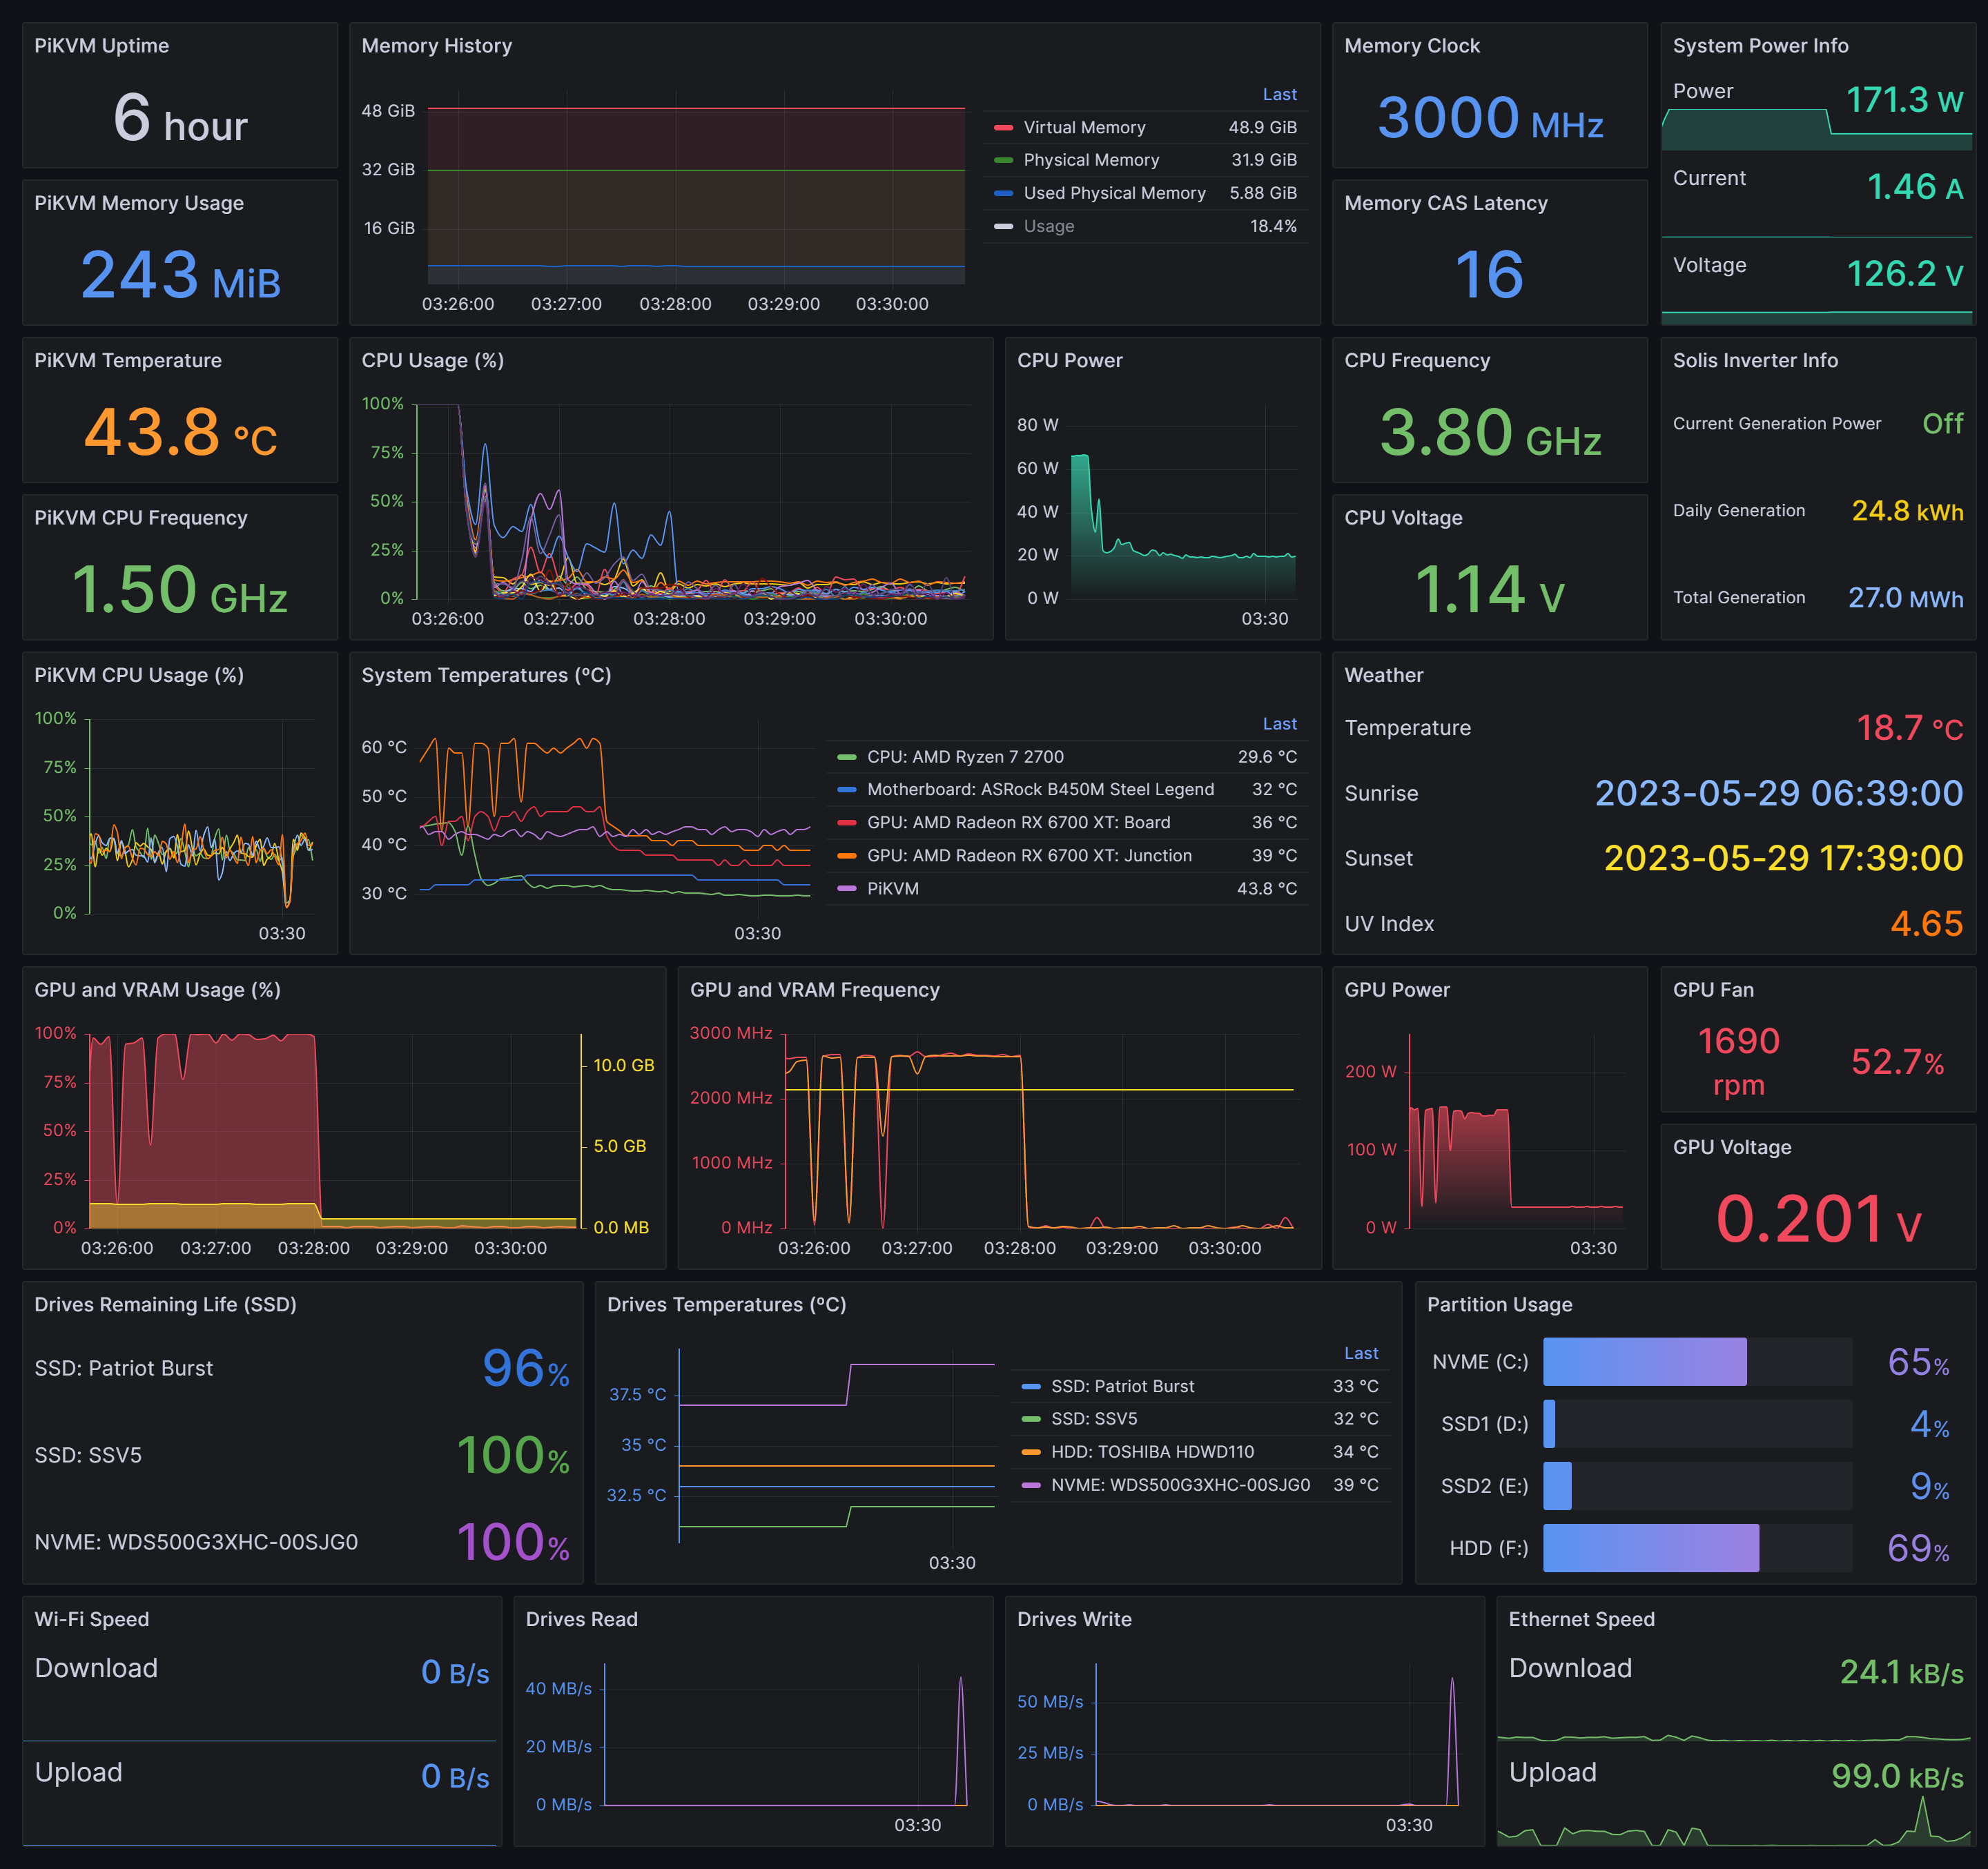 PiKVM Uptime
6 hour
Memory History
48 GiB
32 GiB
16 GiB
03:26:00 03:27:00 03:28:00 03:29:00 03:30:00
Last
Virtual Memory 48.9 GiB
Physical Memory 31.9 GiB
Used Physical Memory 5.88 GiB
Usage 18.4%
Memory Clock
3000 MHz
System Power Info
Power 171.3 W
Current 1.46 A
Voltage 126.2 V
PiKVM Memory Usage
243 MiB
Memory CAS Latency
16
PiKVM Temperature
43.8 °C
CPU Usage (%)
100%
75%
50%
25%
0%
03:26:00 03:27:00 03:28:00 03:29:00 03:30:00
CPU Power
80 W
60 W
40 W
20 W
0 W
03:30
CPU Frequency
3.80 GHz
Solis Inverter Info
Current Generation Power Off
Daily Generation 24.8 kWh
Total Generation 27.0 MWh
PiKVM CPU Frequency
1.50 GHz
CPU Voltage
1.14 V
PiKVM CPU Usage (%)
100%
75%
50%
25%
0%
03:30
System Temperatures (ºC)
60 °C
50 °C
40 °C
30 °C
03:30
Last
CPU: AMD Ryzen 7 2700 29.6 °C
Motherboard: ASRock B450M Steel Legend 32 °C
GPU: AMD Radeon RX 6700 XT: Board 36 °C
GPU: AMD Radeon RX 6700 XT: Junction 39 °C
PiKVM 43.8 °C
Weather
Temperature 18.7 °C
Sunrise 2023-05-29 06:39:00
Sunset 2023-05-29 17:39:00
UV Index 4.65
GPU and VRAM Usage (%)
100%
75%
50%
25%
0%
10.0 GB
5.0 GB
0.0 MB
03:26:00 03:27:00 03:28:00 03:29:00 03:30:00
GPU and VRAM Frequency
3000 MHz
2000 MHz
1000 MHz
0 MHz
03:26:00 03:27:00 03:28:00 03:29:00 03:30:00
GPU Power
200 W
100 W
0 W
03:30
GPU Fan
1690
rpm
52.7%
GPU Voltage
0.201 V
Drives Remaining Life (SSD)
SSD: Patriot Burst 96%
SSD: SSV5 100%
NVME: WDS500G3XHC-00SJG0 100%
Drives Temperatures (ºC)
37.5 °C
35 °C
32.5 °C
03:30
Last
SSD: Patriot Burst 33 °C
SSD: SSV5 32 °C
HDD: TOSHIBA HDWD110 34 °C
NVME: WDS500G3XHC-00SJG0 39 °C
Partition Usage
NVME (C:) 65%
SSD1 (D:) 4%
SSD2 (E:) 9%
HDD (F:) 69%
Wi-Fi Speed
Download 0 B/s
Upload 0 B/s
Drives Read
40 MB/s
20 MB/s
0 MB/s
03:30
Drives Write
50 MB/s
25 MB/s
0 MB/s
03:30
Ethernet Speed
Download 24.1 kB/s
Upload 99.0 kB/s